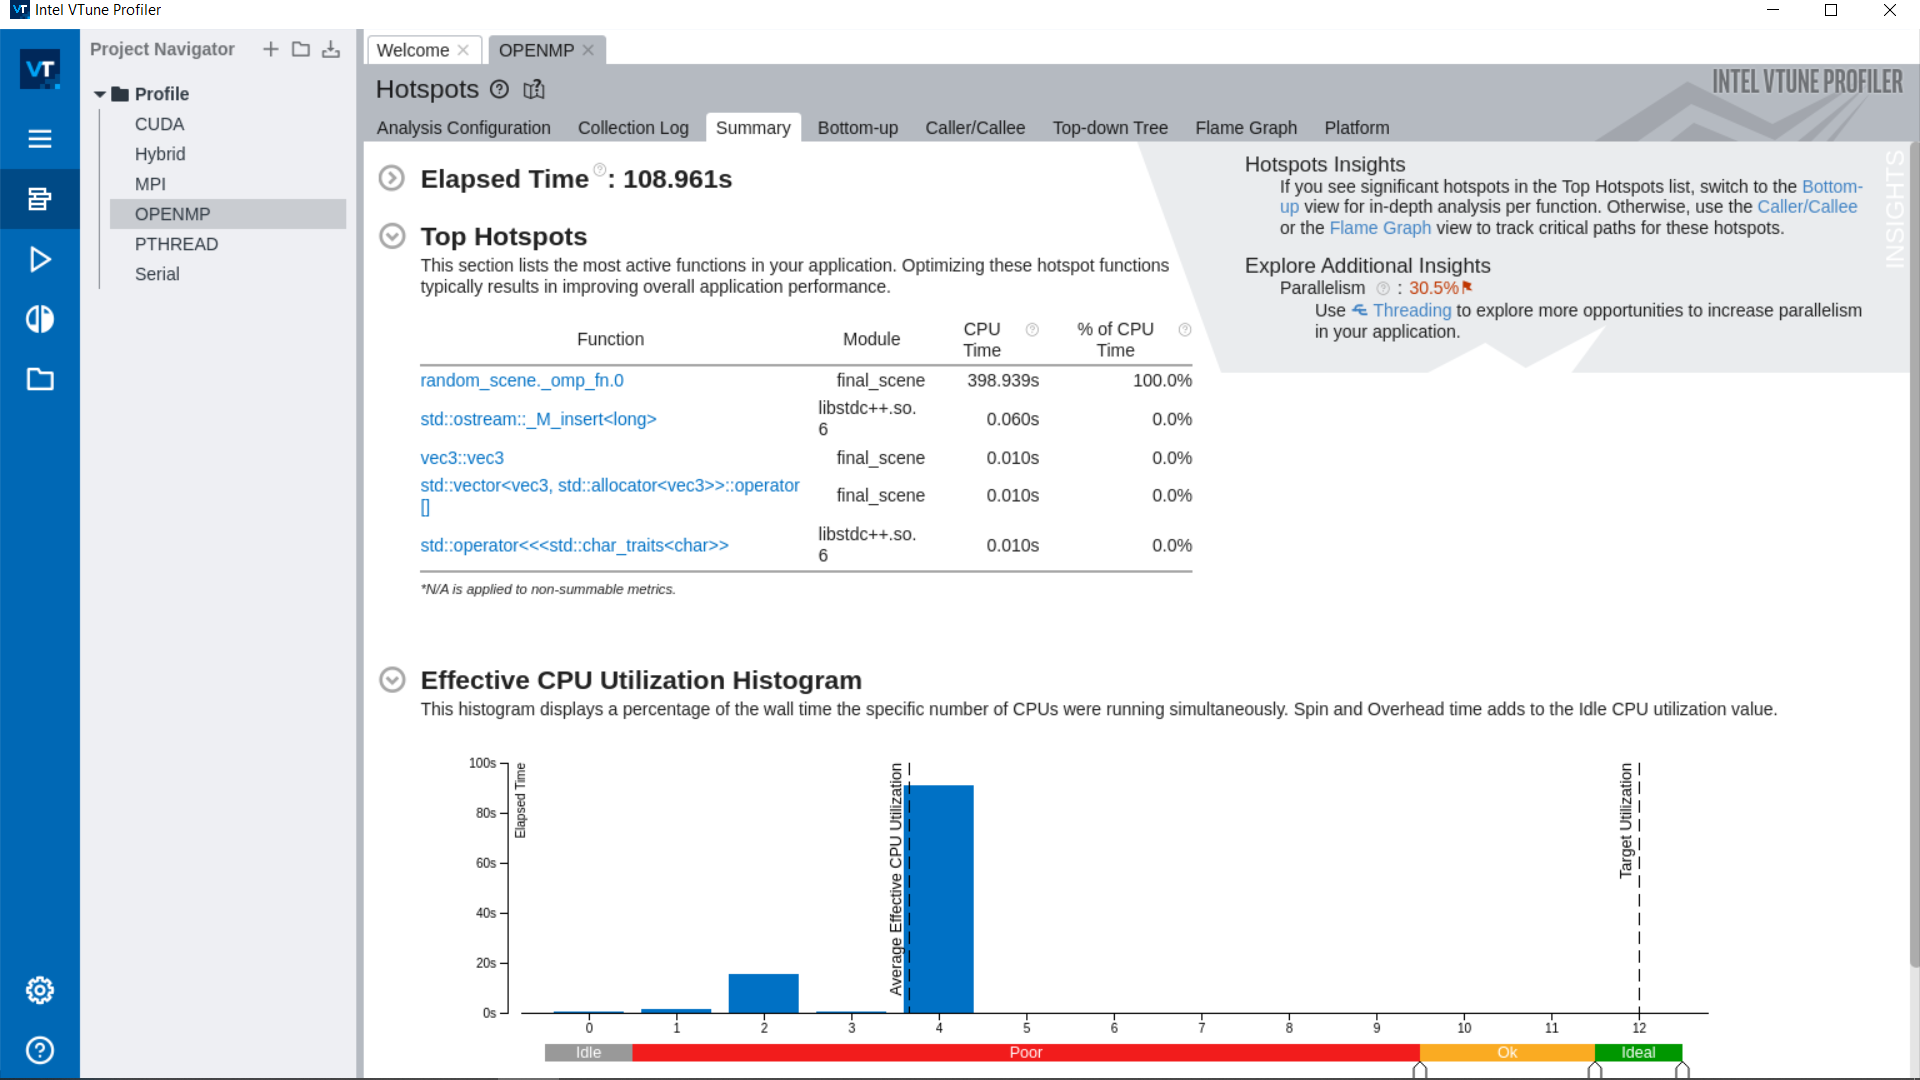 VT Intel VTune Profiler
VT
Project Navigator
Profile
CUDA
Hybrid
MPI
OPENMP
PTHREAD
Serial
Welcome
OPENMP
Hotspots
INTEL VTUNE PROFILER
Analysis Configuration Collection Log Summary Bottom-up Caller/Callee Top-down Tree Flame Graph Platform
Elapsed Time ? : 108.961s
Top Hotspots
This section lists the most active functions in your application. Optimizing these hotspot functions
typically results in improving overall application performance.
Function Module CPU Time ? % of CPU Time ?
random_scene._omp_fn.0 final_scene 398.939s 100.0%
std::ostream::_M_insert<long> libstdc++.so.6 0.060s 0.0%
vec3::vec3 final_scene 0.010s 0.0%
std::vector<vec3, std::allocator<vec3>>::operator
[] final_scene 0.010s 0.0%
std::operator<<<std::char_traits<char>> libstdc++.so.6 0.010s 0.0%
*N/A is applied to non-summable metrics.
Hotspots Insights
If you see significant hotspots in the Top Hotspots list, switch to the Bottom-
up view for in-depth analysis per function. Otherwise, use the Caller/Callee
or the Flame Graph view to track critical paths for these hotspots.
Explore Additional Insights
Parallelism ? : 30.5%
Use Threading to explore more opportunities to increase parallelism
in your application.
INSIGHTS
Effective CPU Utilization Histogram
This histogram displays a percentage of the wall time the specific number of CPUs were running simultaneously. Spin and Overhead time adds to the Idle CPU utilization value.
100s
80s
60s
40s
20s
0s
Elapsed Time
Average Effective CPU Utilization
Target Utilization
0 1 2 3 4 5 6 7 8 9 10 11 12
Idle Poor Ok Ideal